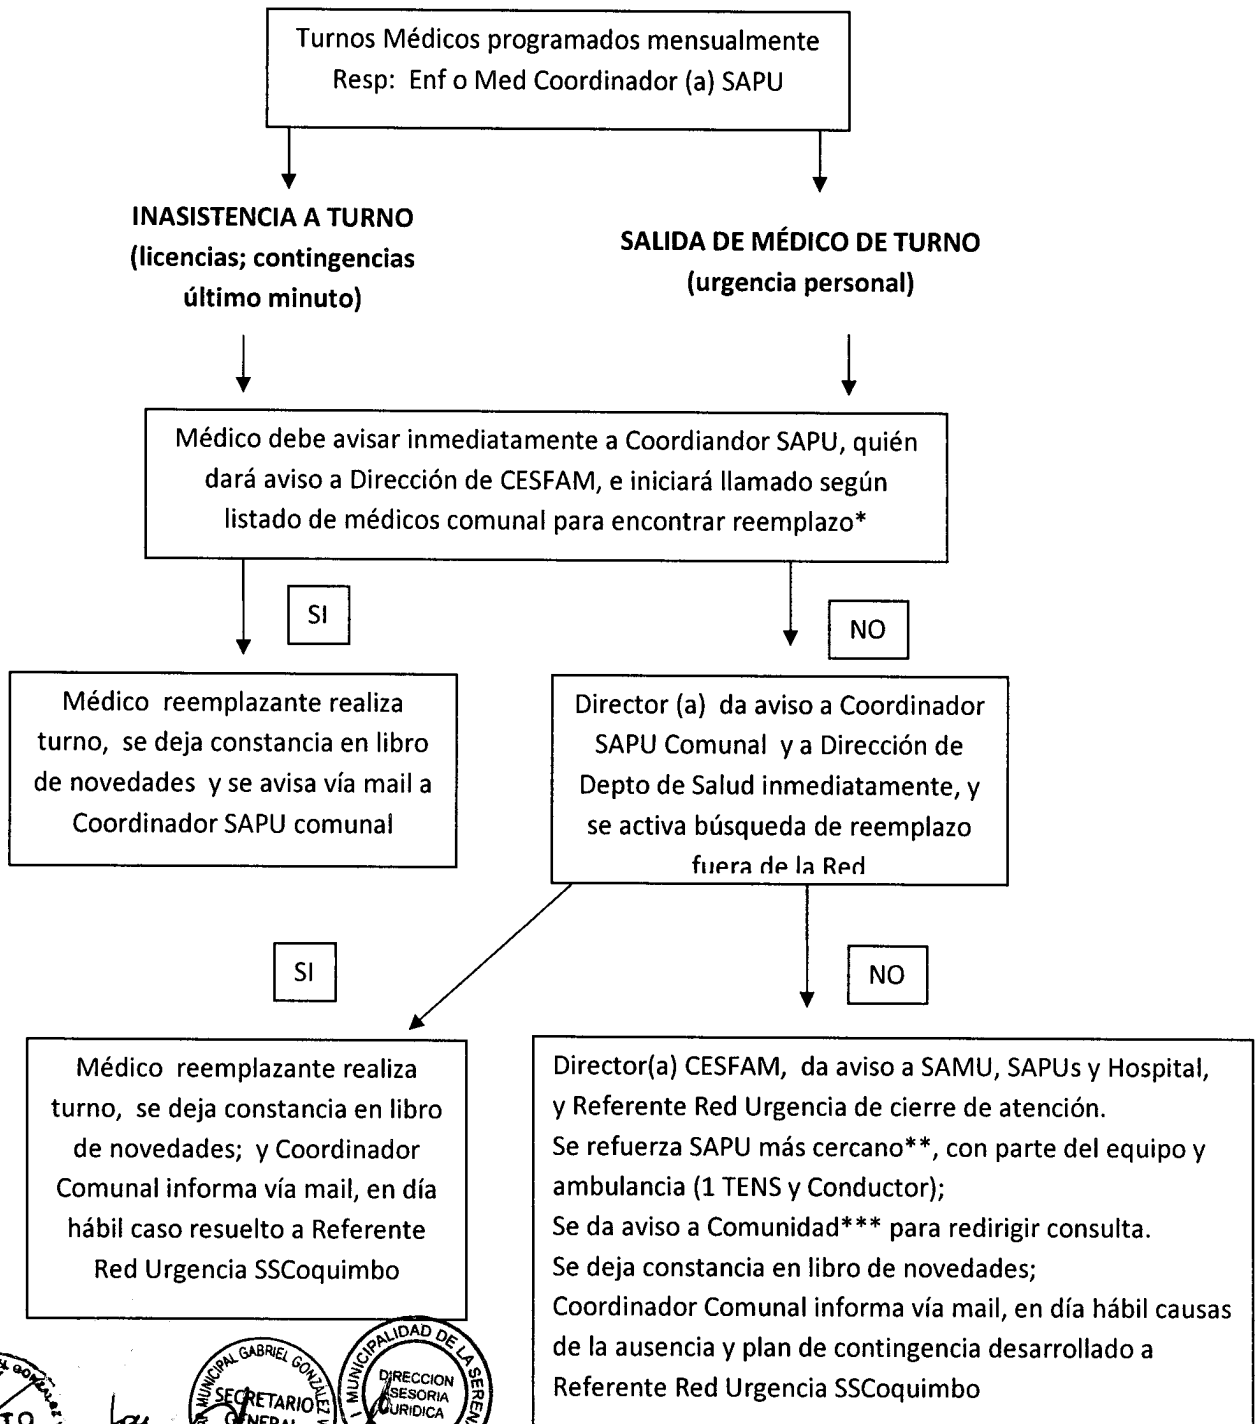 Turnos Médicos programados mensualmente
Resp: Enf o Med Coordinador (a) SAPU
INASISTENCIA A TURNO
(licencias; contingencias
último minuto)
SALIDA DE MÉDICO DE TURNO
(urgencia personal)
Médico debe avisar inmediatamente a Coordiandor SAPU, quién
dará aviso a Dirección de CESFAM, e iniciará llamado según
listado de médicos comunal para encontrar reemplazo*
SI
NO
Médico reemplazante realiza
turno, se deja constancia en libro
de novedades y se avisa vía mail a
Coordinador SAPU comunal
Director (a) da aviso a Coordinador
SAPU Comunal y a Dirección de
Depto de Salud inmediatamente, y
se activa búsqueda de reemplazo
fuera de la Red
SI
NO
Médico reemplazante realiza
turno, se deja constancia en libro
de novedades; y Coordinador
Comunal informa vía mail, en día
hábil caso resuelto a Referente
Red Urgencia SSCoquimbo
Director(a) CESFAM, da aviso a SAMU, SAPUs y Hospital,
y Referente Red Urgencia de cierre de atención.
Se refuerza SAPU más cercano**, con parte del equipo y
ambulancia (1 TENS y Conductor);
Se da aviso a Comunidad*** para redirigir consulta.
Se deja constancia en libro de novedades;
Coordinador Comunal informa vía mail, en día hábil causas
de la ausencia y plan de contingencia desarrollado a
Referente Red Urgencia SSCoquimbo
MUNICIPAL GABRIEL GONZÁLEZ
SECRETARIO
GENERAL
MUNICIPALIDAD DE LA SERENA
DIRECCION
ASESORIA
JURIDICA